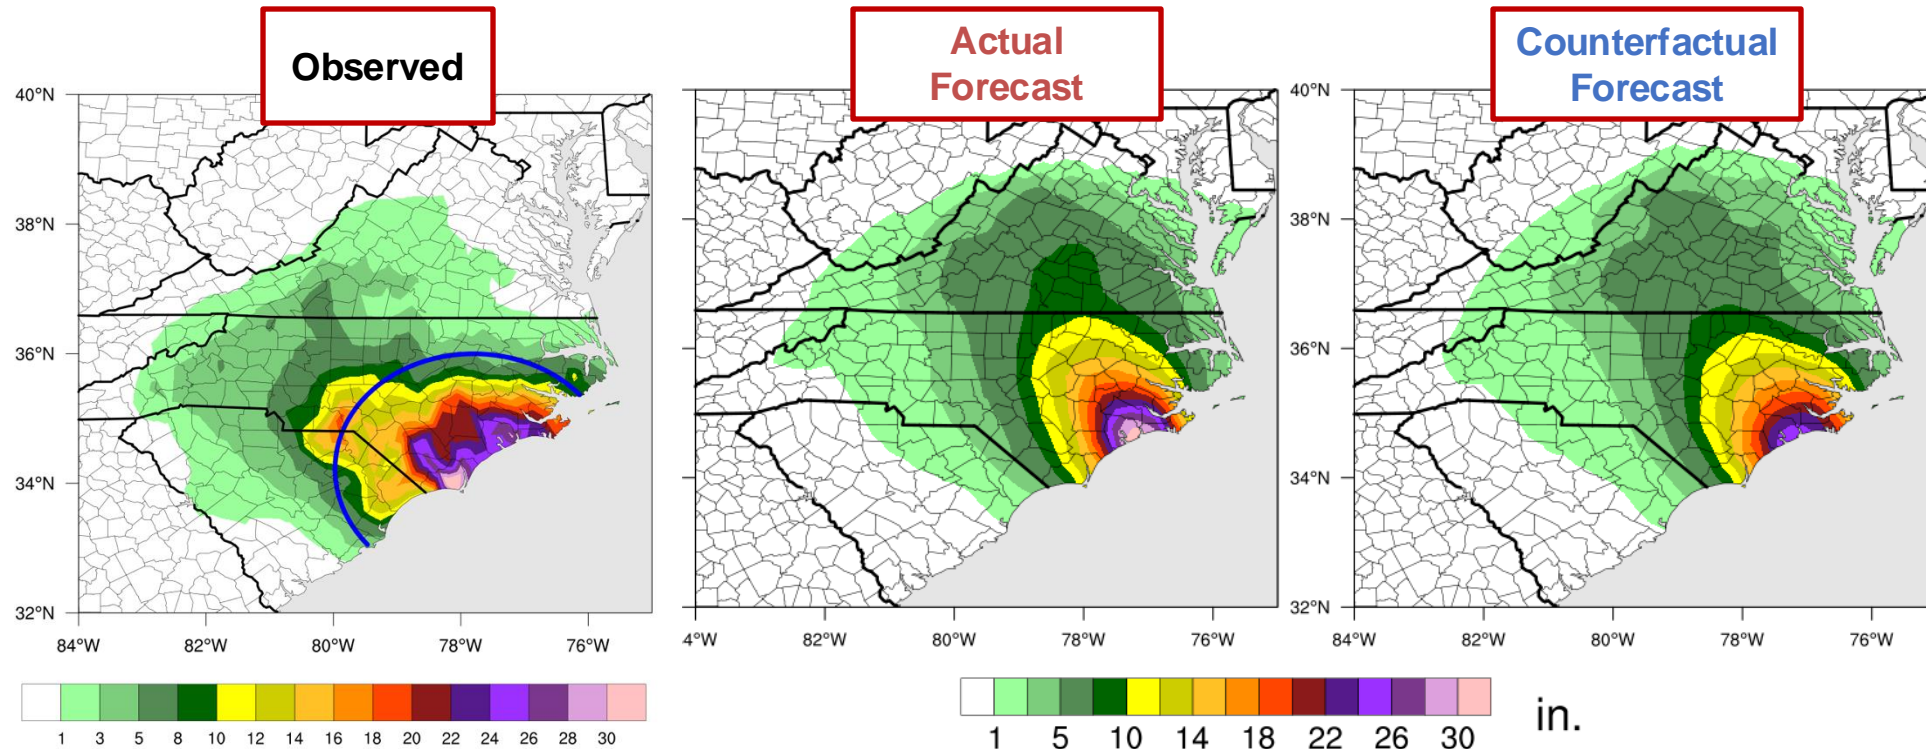 Observed
Actual
Forecast
Counterfactual
Forecast
40°N
38°N
36°N
34°N
32°N
84°W 82°W 80°W 78°W 76°W
40°N
38°N
36°N
34°N
32°N
4°W 82°W 80°W 78°W 76°W
84°W 82°W 80°W 78°W 76°W
1 3 5 8 10 12 14 16 18 20 22 24 26 28 30
1 5 10 14 18 22 26 30
in.